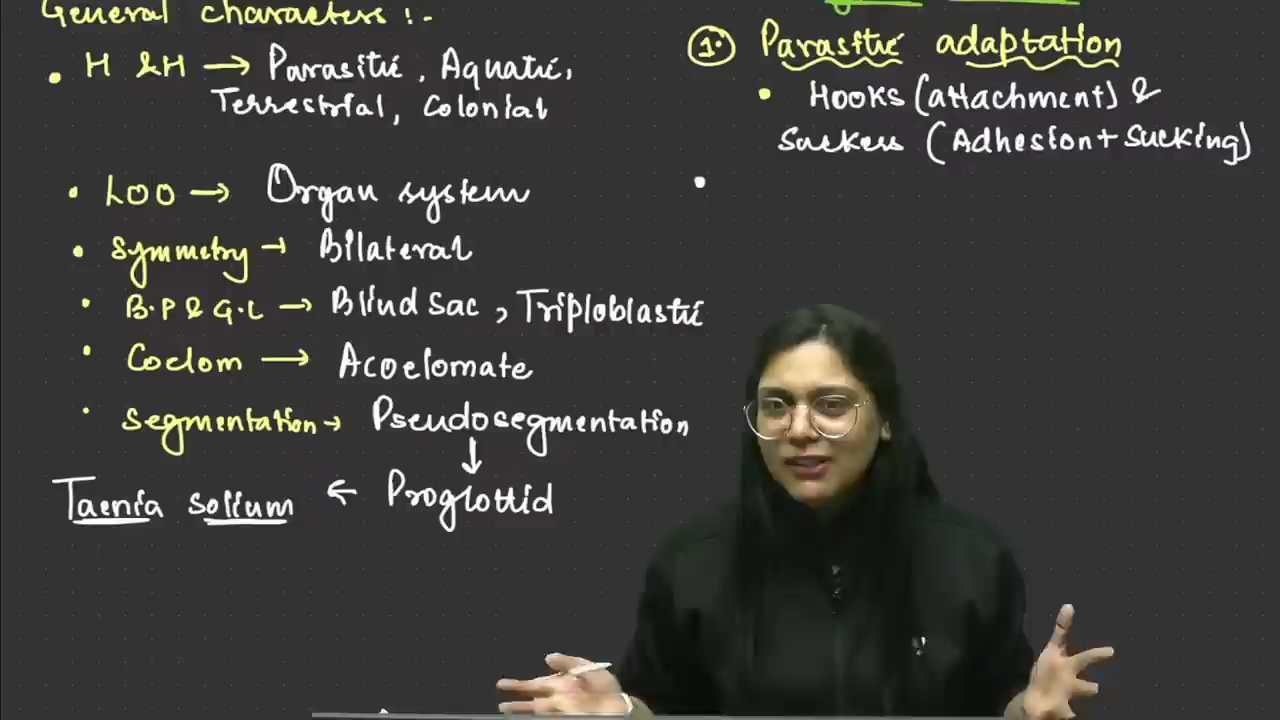 General characters :-
• H & H → Parasitic, Aquatic,
Terrestrial, Colonial
• LOO → Organ system
• Symmetry → Bilateral
• B.P & G.L → Blind Sac, Triploblastic
• Coelom → Acoelomate
• Segmentation → Pseudosegmentation
↓
Taenia solium ← Proglottid
① Parasitic adaptation
• Hooks (attachment) &
Suckers (Adhesion + Sucking)
•